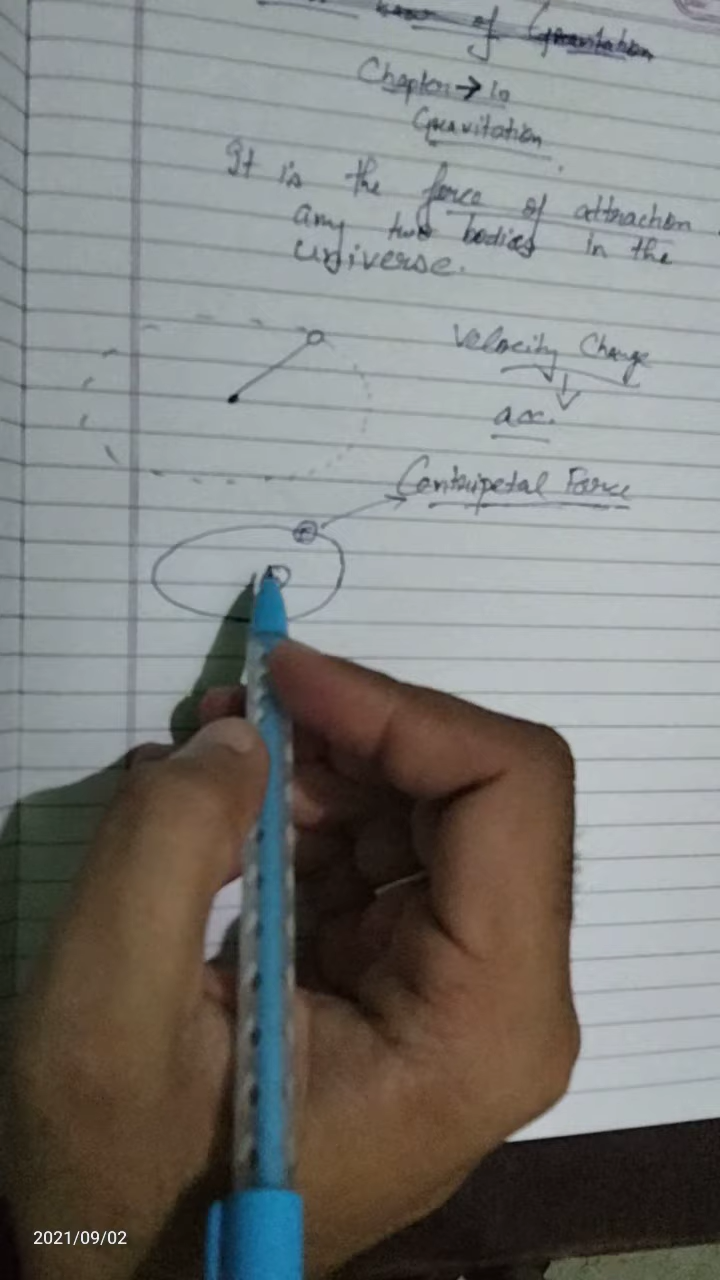 of Gravitation
Chapter → 10
Gravitation
It is the force of attraction
any two bodies in the
universe.
Velocity Change
acc.
Centripetal Force
2021/09/02